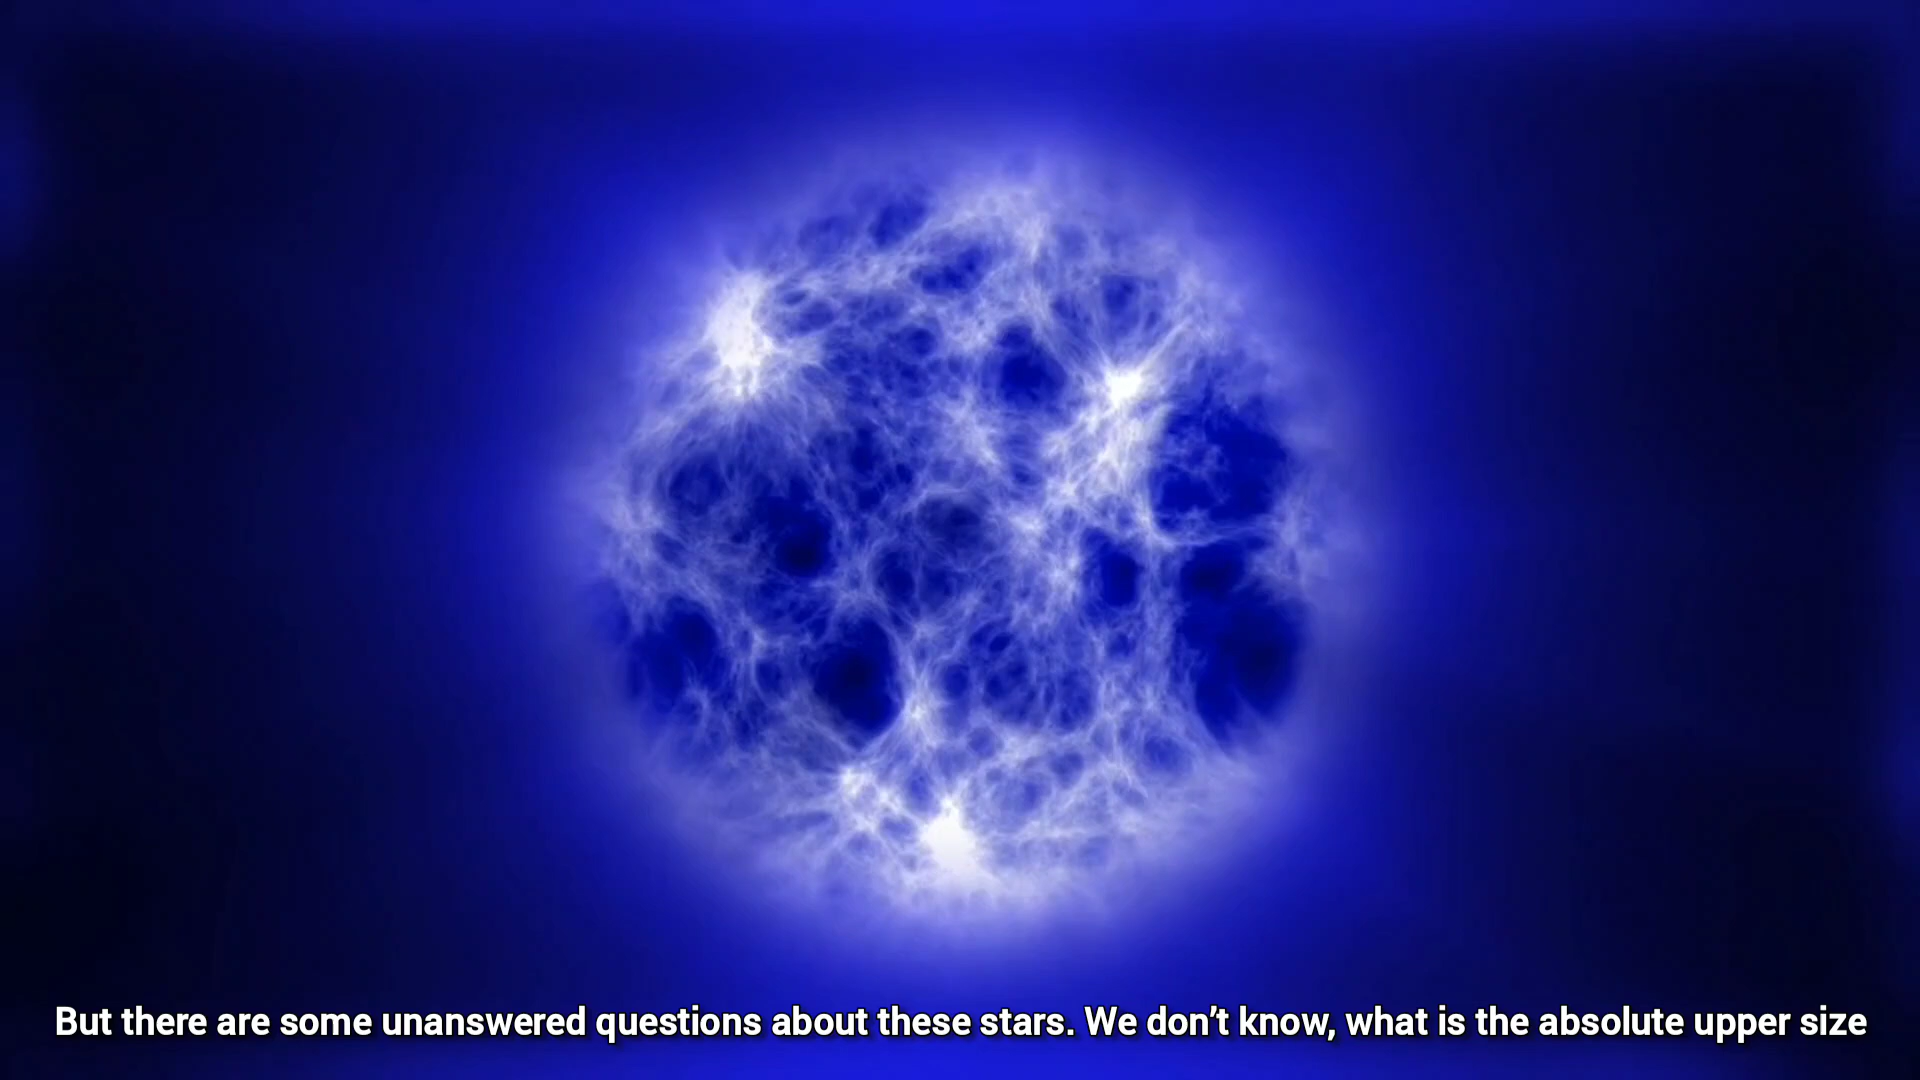 But there are some unanswered questions about these stars. We don’t know, what is the absolute upper size